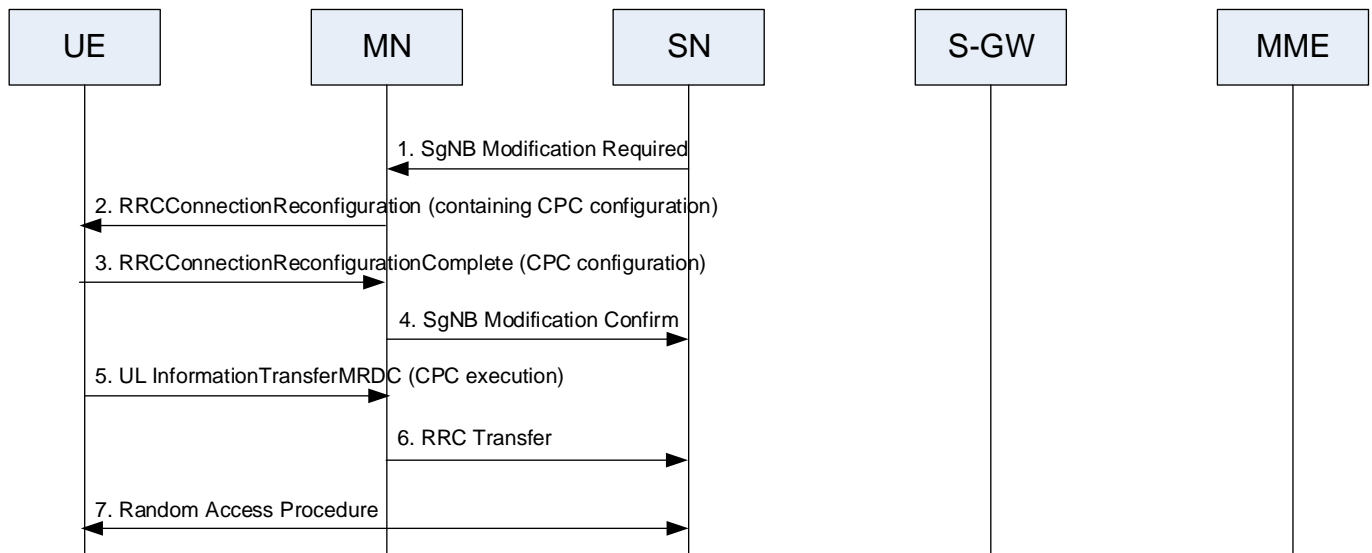 UE
MN
SN
S-GW
MME
1. SgNB Modification Required
2. RRCConnectionReconfiguration (containing CPC configuration)
3. RRCConnectionReconfigurationComplete (CPC configuration)
4. SgNB Modification Confirm
5. UL InformationTransferMRDC (CPC execution)
6. RRC Transfer
7. Random Access Procedure